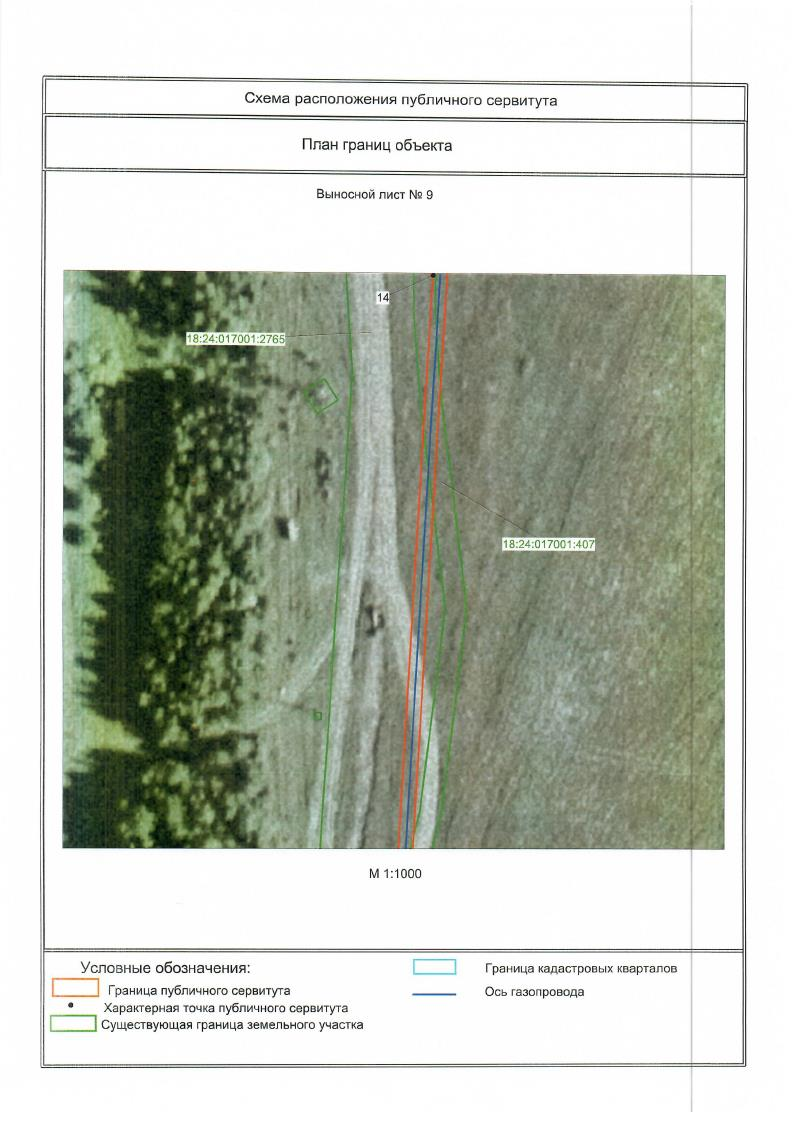 Схема расположения публичного сервитута
План границ объекта
Выносной лист № 9
14
18:24:017001:2765
18:24:017001:407
М 1:1000
Условные обозначения:
Граница публичного сервитута
Характерная точка публичного сервитута
Существующая граница земельного участка
Граница кадастровых кварталов
Ось газопровода